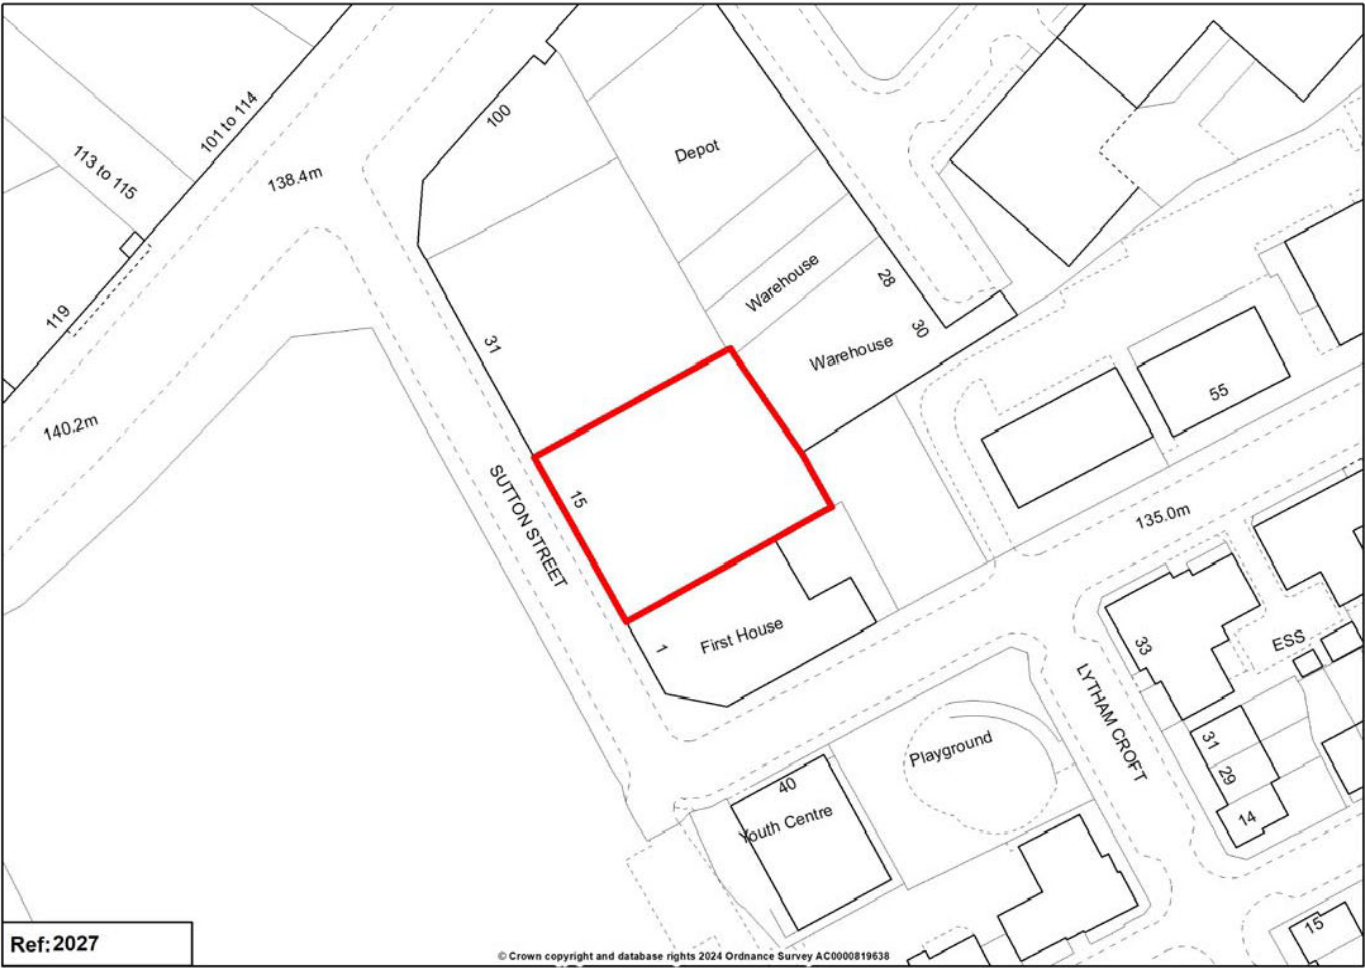 101 to 114
100
113 to 115
138.4m
Depot
119
Warehouse
28
30
31
Warehouse
55
140.2m
15
SUTTON STREET
135.0m
1
First House
33
ESS
LYTHAM CROFT
Playground
31
29
14
40
Youth Centre
15
Ref:2027
© Crown copyright and database rights 2024 Ordnance Survey AC0000819638